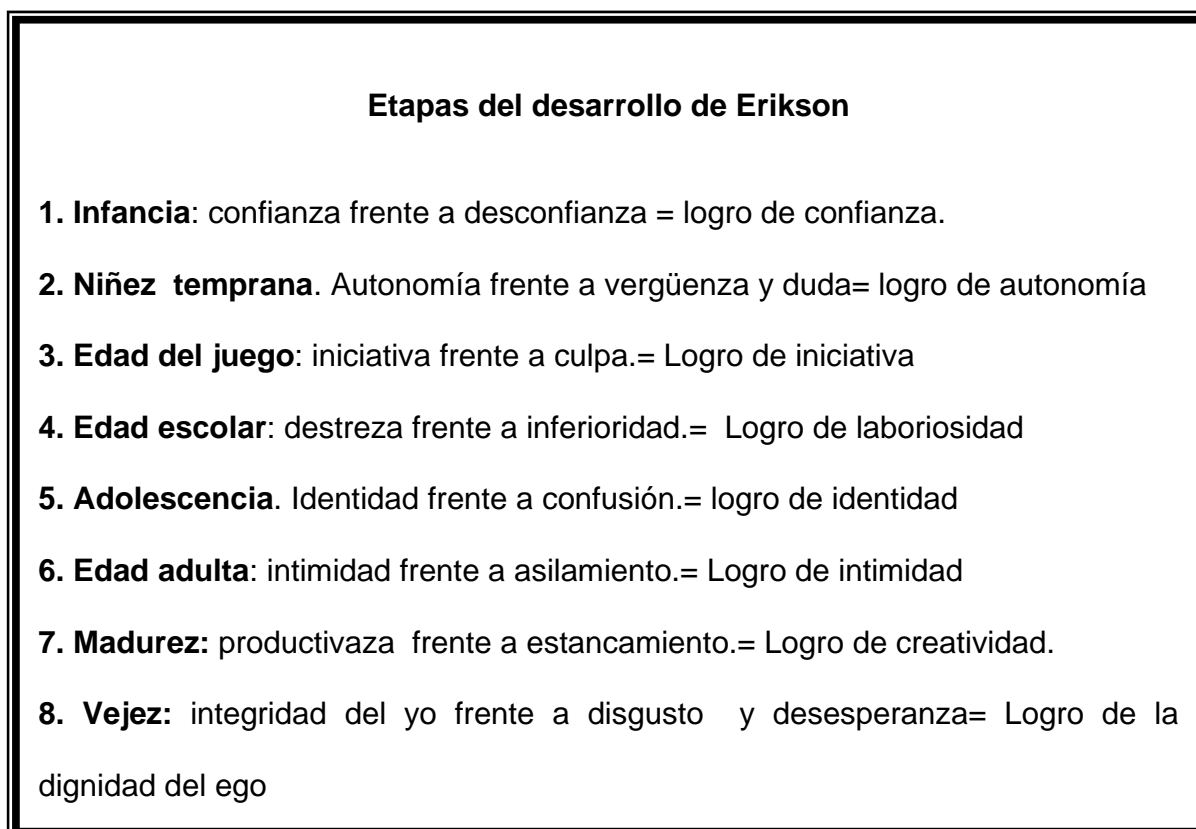 Etapas del desarrollo de Erikson
1. Infancia: confianza frente a desconfianza = logro de confianza.
2. Niñez temprana. Autonomía frente a vergüenza y duda= logro de autonomía
3. Edad del juego: iniciativa frente a culpa.= Logro de iniciativa
4. Edad escolar: destreza frente a inferioridad.= Logro de laboriosidad
5. Adolescencia. Identidad frente a confusión.= logro de identidad
6. Edad adulta: intimidad frente a asilamiento.= Logro de intimidad
7. Madurez: productivaza frente a estancamiento.= Logro de creatividad.
8. Vejez: integridad del yo frente a disgusto y desesperanza= Logro de la
dignidad del ego